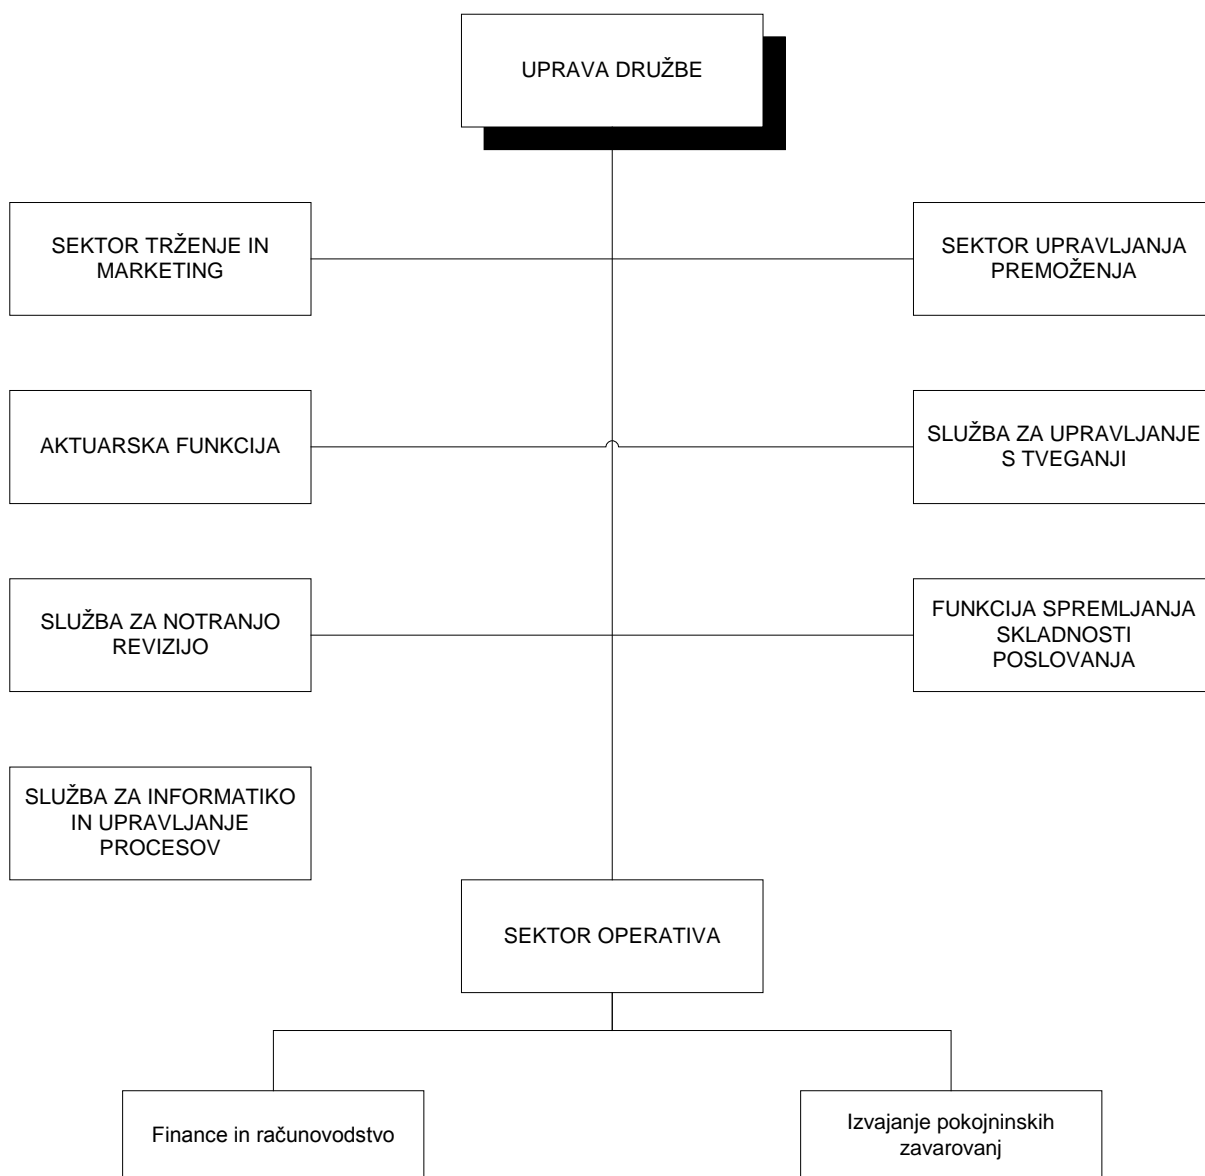 UPRAVA DRUŽBE
SEKTOR TRŽENJE IN
MARKETING
SEKTOR UPRAVLJANJA
PREMOŽENJA
AKTUARSKA FUNKCIJA
SLUŽBA ZA UPRAVLJANJE
S TVEGANJI
SLUŽBA ZA NOTRANJO
REVIZIJO
FUNKCIJA SPREMLJANJA
SKLADNOSTI
POSLOVANJA
SLUŽBA ZA INFORMATIKO
IN UPRAVLJANJE
PROCESOV
SEKTOR OPERATIVA
Finance in računovodstvo
Izvajanje pokojninskih
zavarovanj